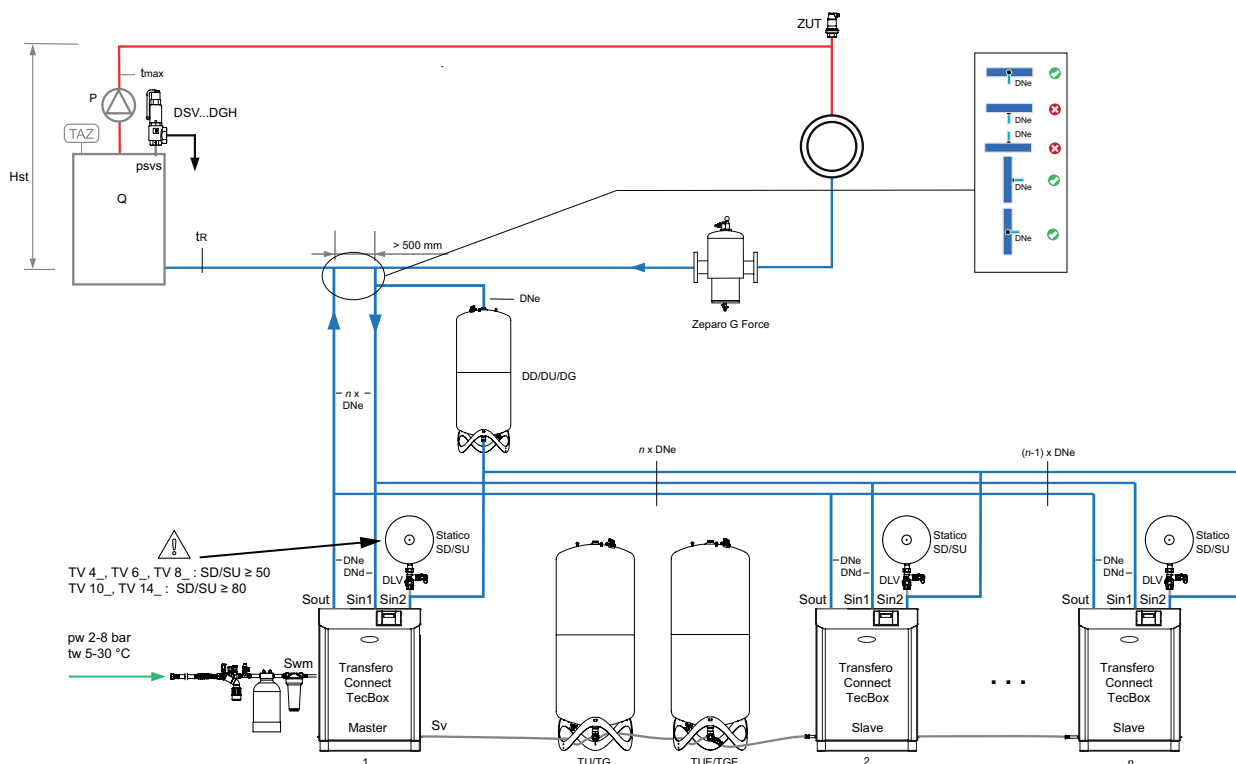 ZUT
tmax
P
DSV...DGH
TAZ
psvs
Hst
Q
tR
> 500 mm
DNe
DNe
DNe
DNe
DNe
Zeparo G Force
DNe
DD/DU/DG
n x
DNe
n x DNe
(n-1) x DNe
Statico
SD/SU
Statico
SD/SU
Statico
SD/SU
TV 4_, TV 6_, TV 8_ : SD/SU ≥ 50
TV 10_, TV 14_ : SD/SU ≥ 80
DNe
DNd
DLV
DNe
DNd
DLV
DNe
DNd
DLV
Sout Sin1 Sin2
Sout Sin1 Sin2
Sout Sin1 Sin2
pw 2-8 bar
tw 5-30 °C
Swm
Transfero
Connect
TecBox
Master
Sv
Transfero
Connect
TecBox
Slave
. . .
Transfero
Connect
TecBox
Slave
1
TU/TG
TUE/TGE
2
n